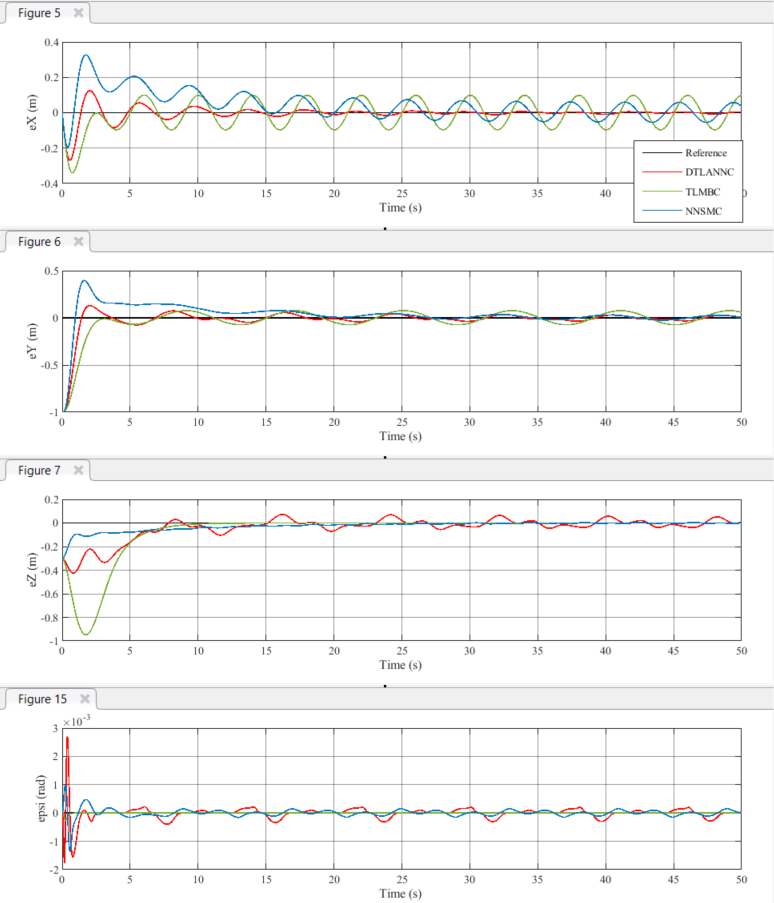 Figure 5
0.4
0.2
0
-0.2
-0.4
eX (m)
0 5 10 15 20 25 30 35 40
Time (s)
Reference
DTLANNC
TLMBC
NNSMC
Figure 6
0.5
0
-0.5
-1
eY (m)
0 5 10 15 20 25 30 35 40 45 50
Time (s)
Figure 7
0.2
0
-0.2
-0.4
-0.6
-0.8
-1
eZ (m)
0 5 10 15 20 25 30 35 40 45 50
Time (s)
Figure 15
×10⁻³
3
2
1
0
-1
-2
epsi (rad)
0 5 10 15 20 25 30 35 40 45 50
Time (s)